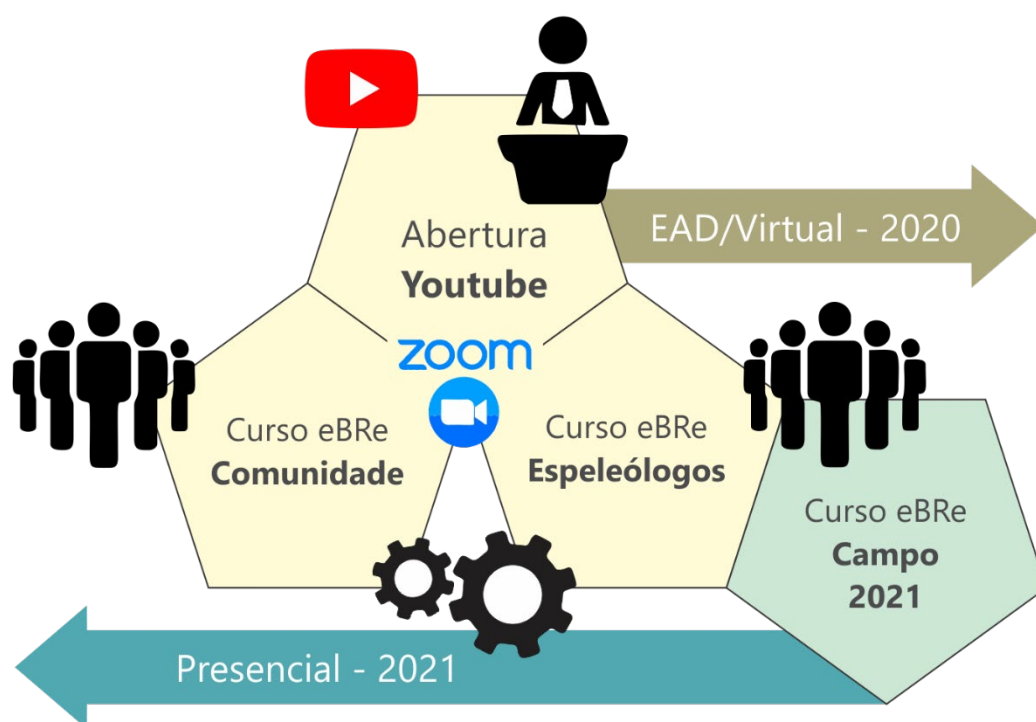 Abertura
Youtube
EAD/Virtual - 2020
zoom
Curso eBRe
Comunidade
Curso eBRe
Espeleólogos
Curso eBRe
Campo
2021
Presencial - 2021